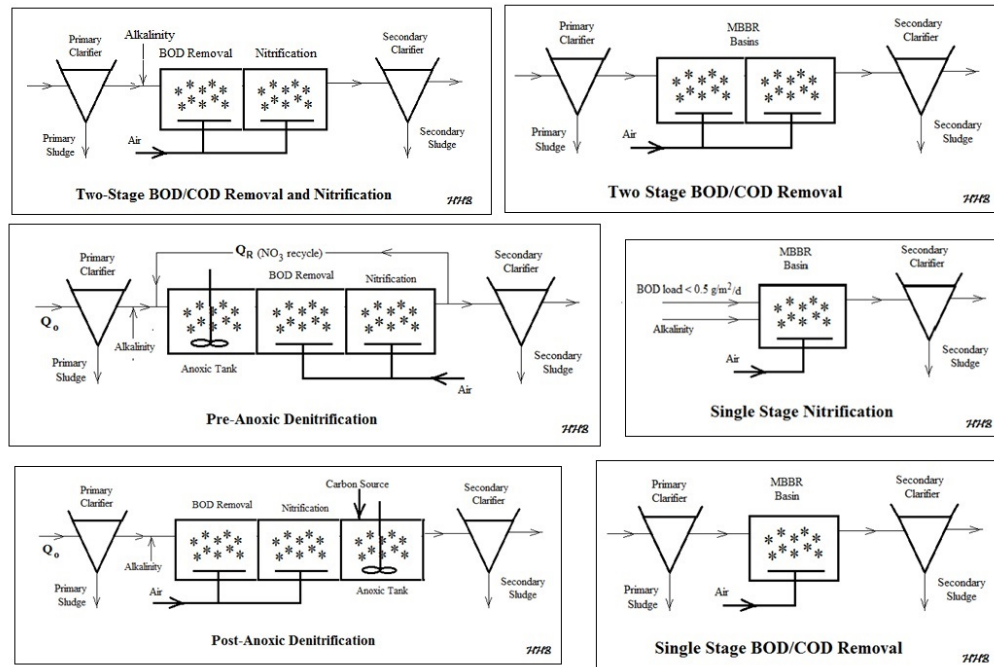 Primary
Clarifier
Alkalinity
BOD Removal
Nitrification
Secondary
Clarifier
Primary
Sludge
Air
Secondary
Sludge
Two-Stage BOD/COD Removal and Nitrification
HHB
Primary
Clarifier
MBBR
Basins
Secondary
Clarifier
Primary
Sludge
Air
Secondary
Sludge
Two Stage BOD/COD Removal
HHB
Primary
Clarifier
QR (NO3 recycle)
BOD Removal
Nitrification
Secondary
Clarifier
Qo
Alkalinity
Primary
Sludge
Anoxic Tank
Air
Secondary
Sludge
Pre-Anoxic Denitrification
HHB
MBBR
Basin
Secondary
Clarifier
BOD load < 0.5 g/m2/d
Alkalinity
Air
Secondary
Sludge
Single Stage Nitrification
HHB
Primary
Clarifier
BOD Removal
Nitrification
Carbon Source
Secondary
Clarifier
Qo
Alkalinity
Primary
Sludge
Air
Anoxic Tank
Secondary
Sludge
Post-Anoxic Denitrification
HHB
Primary
Clarifier
MBBR
Basin
Secondary
Clarifier
Primary
Sludge
Air
Secondary
Sludge
Single Stage BOD/COD Removal
HHB